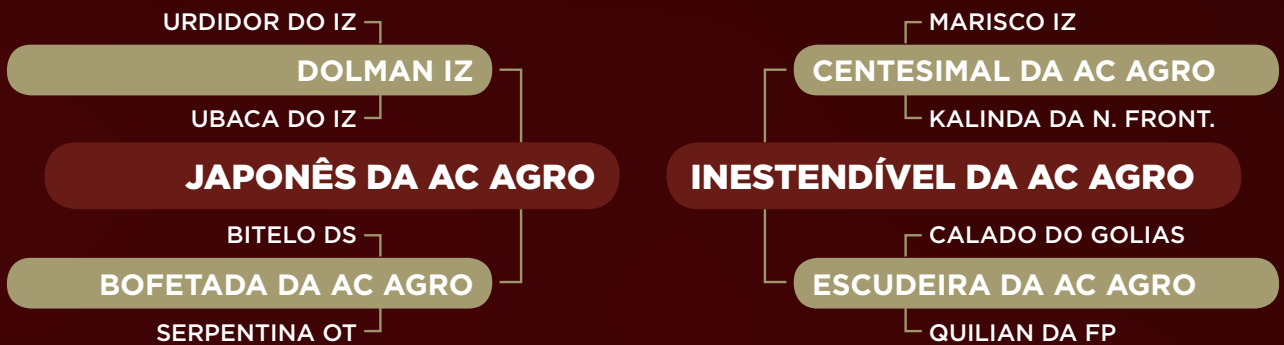 URDIDOR DO IZ
DOLMAN IZ
UBACA DO IZ
JAPONÊS DA AC AGRO
BITELO DS
BOFETADA DA AC AGRO
SERPENTINA OT
MARISCO IZ
CENTESIMAL DA AC AGRO
KALINDA DA N. FRONT.
INESTENDÍVEL DA AC AGRO
CALADO DO GOLIAS
ESCUDEIRA DA AC AGRO
QUILIAN DA FP